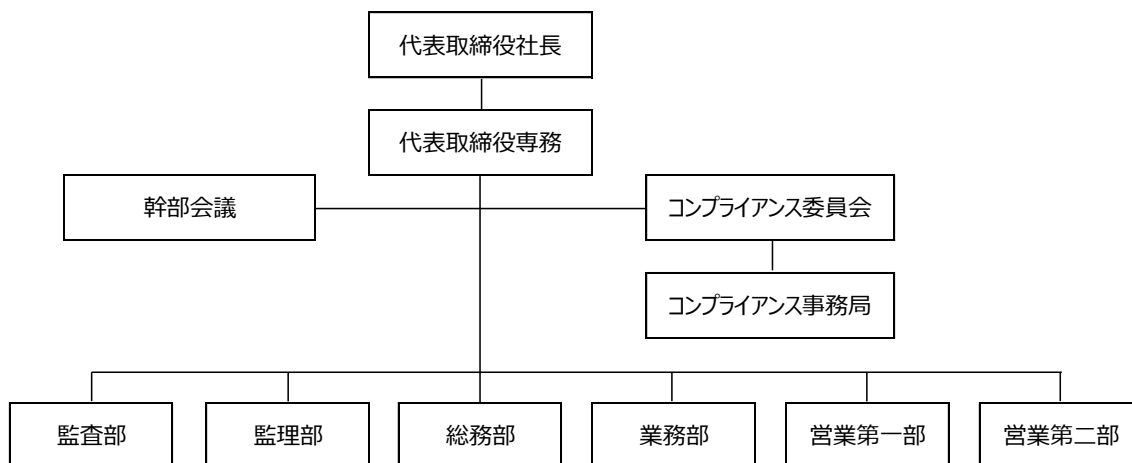 代表取締役社長
代表取締役専務
幹部会議
コンプライアンス委員会
コンプライアンス事務局
監査部
監理部
総務部
業務部
営業第一部
営業第二部